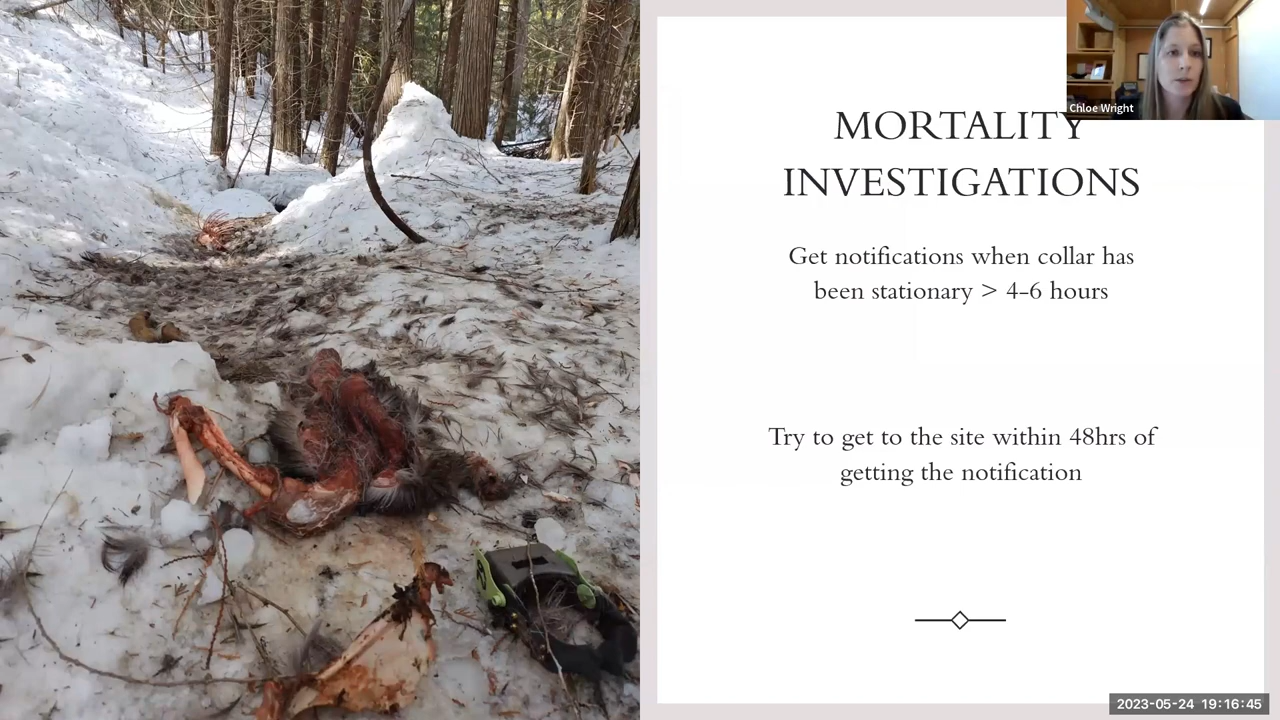 Chloe Wright
MORTALITY
INVESTIGATIONS
Get notifications when collar has
been stationary > 4-6 hours
Try to get to the site within 48hrs of
getting the notification
2023-05-24 19:16:45